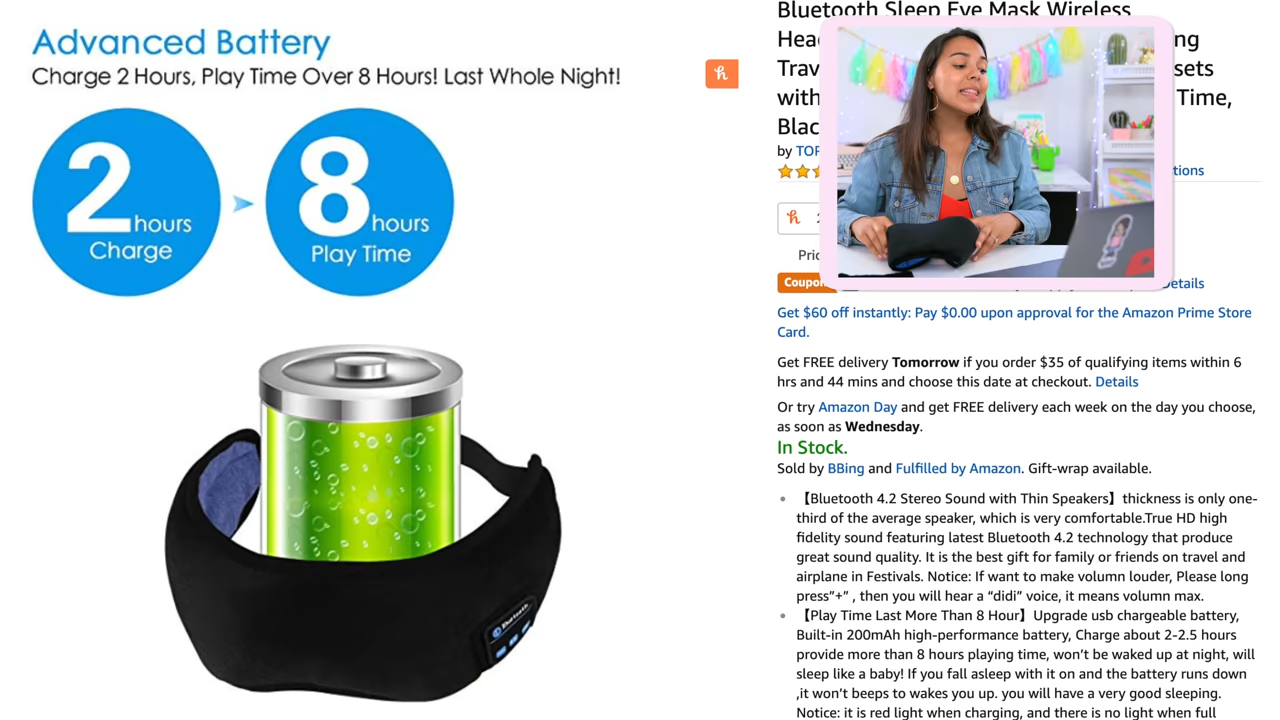 Advanced Battery
Charge 2 Hours, Play Time Over 8 Hours! Last Whole Night!
2 hours
Charge
8 hours
Play Time
Bluetooth
Bluetooth Sleep Eye Mask Wireless
sets
with Time,
by
tions
Coupon Details
Get $60 off instantly: Pay $0.00 upon approval for the Amazon Prime Store
Card.
Get FREE delivery Tomorrow if you order $35 of qualifying items within 6
hrs and 44 mins and choose this date at checkout. Details
Or try Amazon Day and get FREE delivery each week on the day you choose,
as soon as Wednesday.
In Stock.
Sold by BBing and Fulfilled by Amazon. Gift-wrap available.
【Bluetooth 4.2 Stereo Sound with Thin Speakers】thickness is only one-
third of the average speaker, which is very comfortable.True HD high
fidelity sound featuring latest Bluetooth 4.2 technology that produce
great sound quality. It is the best gift for family or friends on travel and
airplane in Festivals. Notice: If want to make volumn louder, Please long
press"+" , then you will hear a “didi” voice, it means volumn max.
【Play Time Last More Than 8 Hour】Upgrade usb chargeable battery,
Built-in 200mAh high-performance battery, Charge about 2-2.5 hours
provide more than 8 hours playing time, won’t be waked up at night, will
sleep like a baby! If you fall asleep with it on and the battery runs down
,it won’t beeps to wakes you up. you will have a very good sleeping.
Notice: it is red light when charging, and there is no light when full